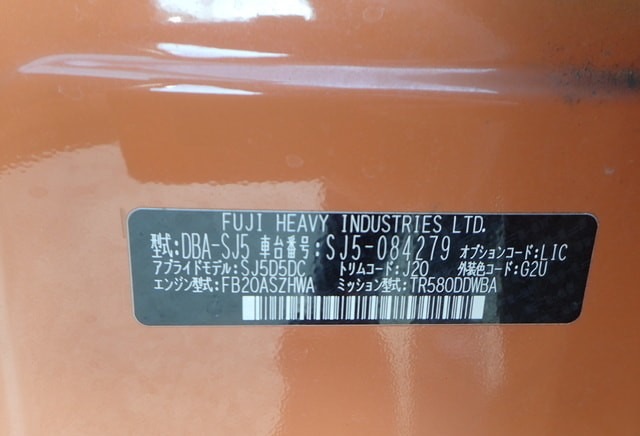 FUJI HEAVY INDUSTRIES LTD.
型式:DBA-SJ5 車台番号:SJ5-084279 オプションコード:LIC
アプライドモデル:SJ5D5DC トリムコード:J20 外装色コード:G2U
エンジン型式:FB20ASZHWA ミッション型式:TR580DDWBA